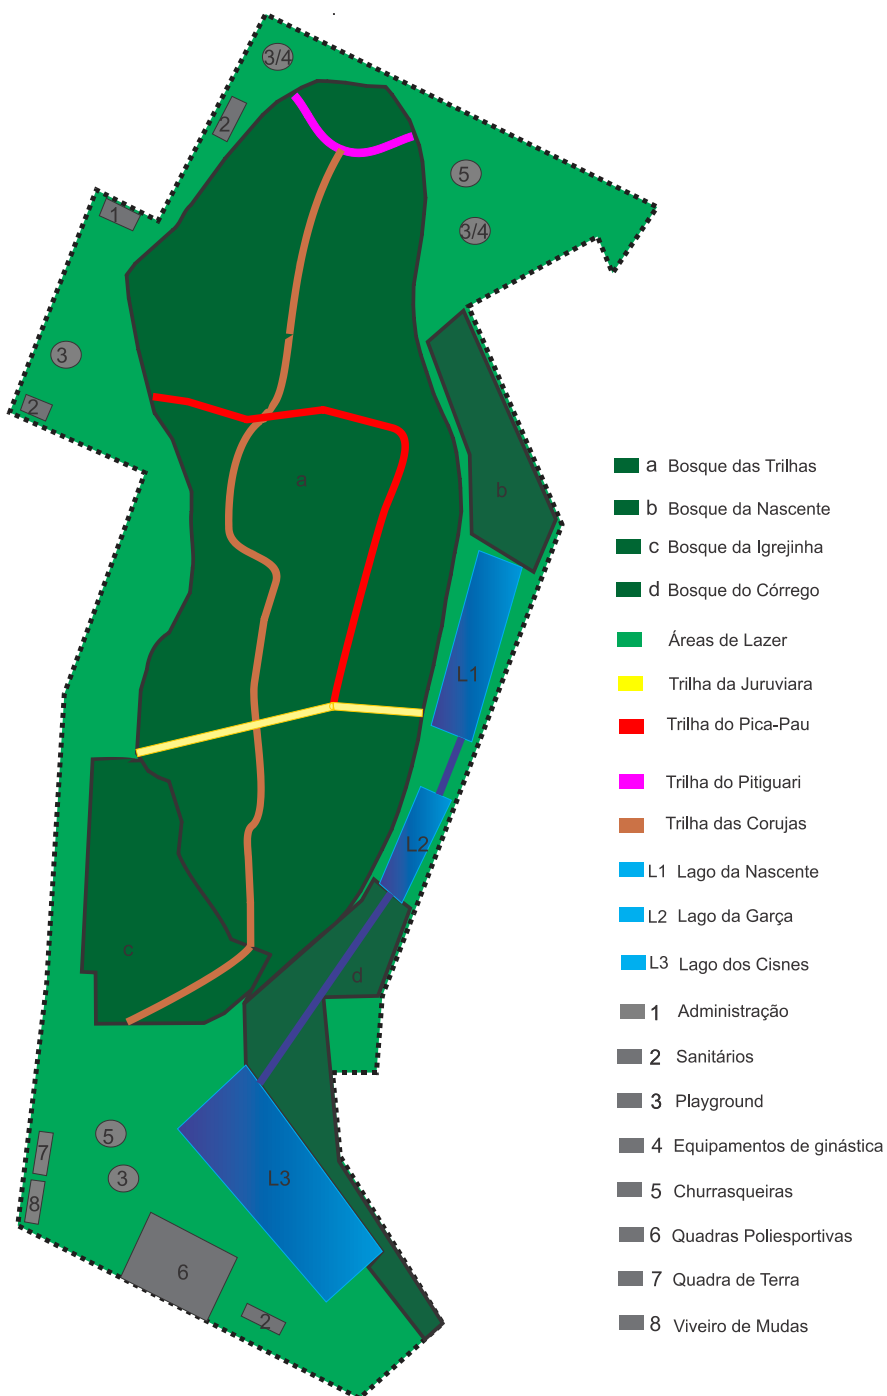 3/4
2
5
1
3/4
3
2
a
b
L1
L2
c
d
5
7
3
L3
8
6
2
a Bosque das Trilhas
b Bosque da Nascente
c Bosque da Igrejinha
d Bosque do Córrego
Áreas de Lazer
Trilha da Juruviara
Trilha do Pica-Pau
Trilha do Pitiguari
Trilha das Corujas
L1 Lago da Nascente
L2 Lago da Garça
L3 Lago dos Cisnes
1 Administração
2 Sanitários
3 Playground
4 Equipamentos de ginástica
5 Churrasqueiras
6 Quadras Poliesportivas
7 Quadra de Terra
8 Viveiro de Mudas